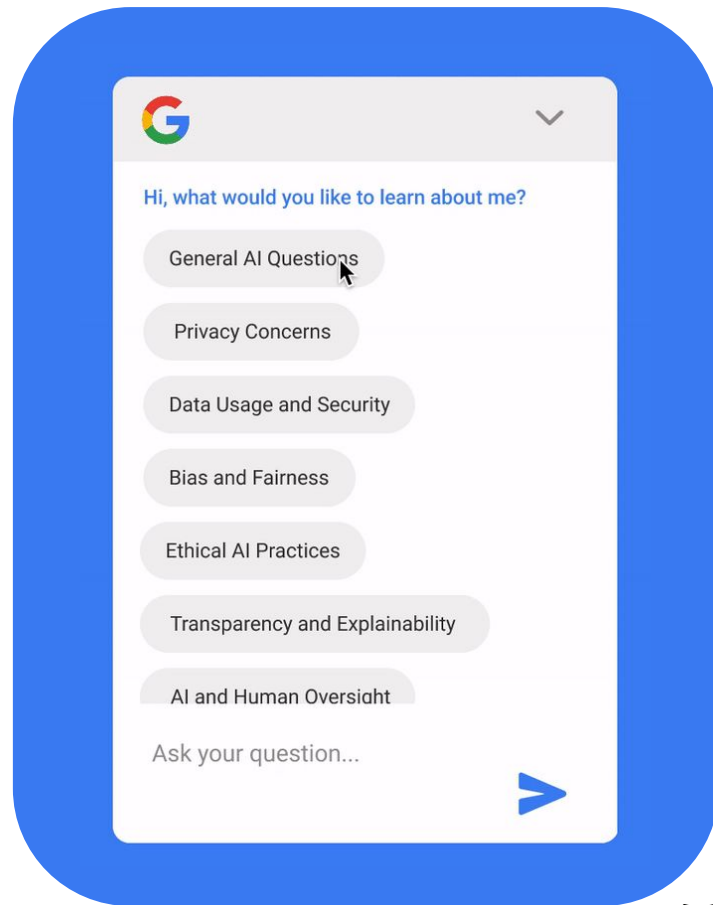 Hi, what would you like to learn about me?
General AI Questions
Privacy Concerns
Data Usage and Security
Bias and Fairness
Ethical AI Practices
Transparency and Explainability
AI and Human Oversight
Ask your question...